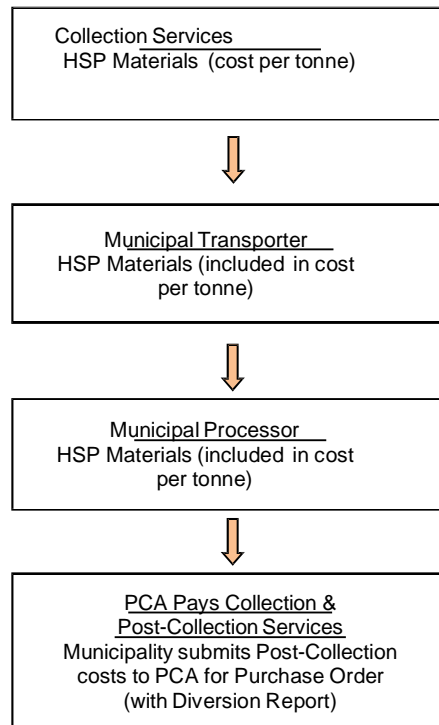 Collection Services
HSP Materials (cost per tonne)
Municipal Transporter
HSP Materials (included in cost
per tonne)
Municipal Processor
HSP Materials (included in cost
per tonne)
PCA Pays Collection &
Post-Collection Services
Municipality submits Post-Collection
costs to PCA for Purchase Order
(with Diversion Report)